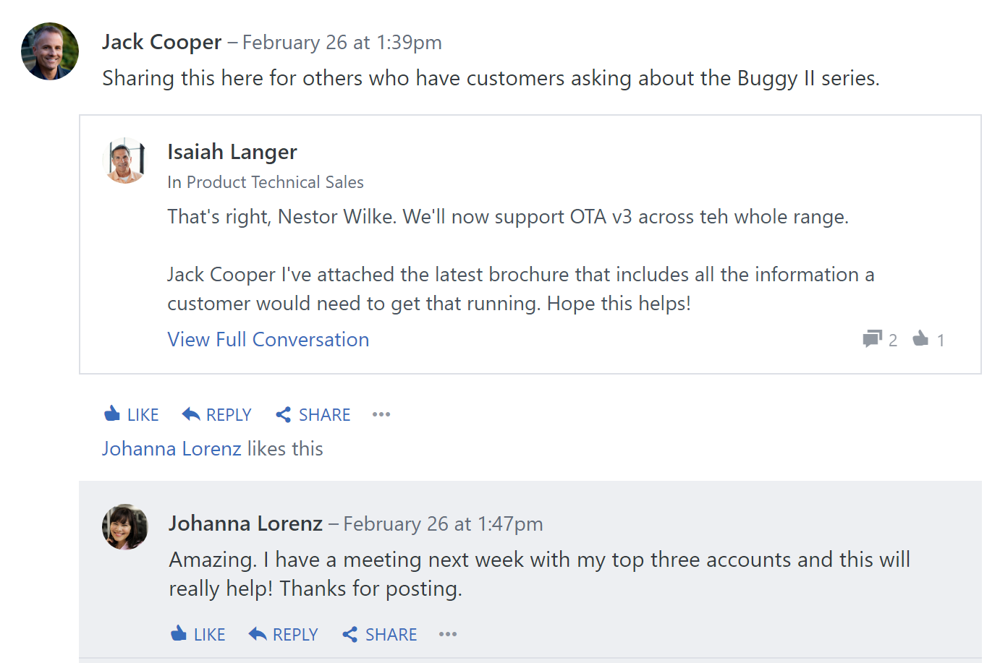 Jack Cooper – February 26 at 1:39pm
Sharing this here for others who have customers asking about the Buggy II series.
Isaiah Langer
In Product Technical Sales
That's right, Nestor Wilke. We'll now support OTA v3 across teh whole range.
Jack Cooper I've attached the latest brochure that includes all the information a
customer would need to get that running. Hope this helps!
View Full Conversation 2 1
LIKE REPLY SHARE
Johanna Lorenz likes this
Johanna Lorenz – February 26 at 1:47pm
Amazing. I have a meeting next week with my top three accounts and this will
really help! Thanks for posting.
LIKE REPLY SHARE